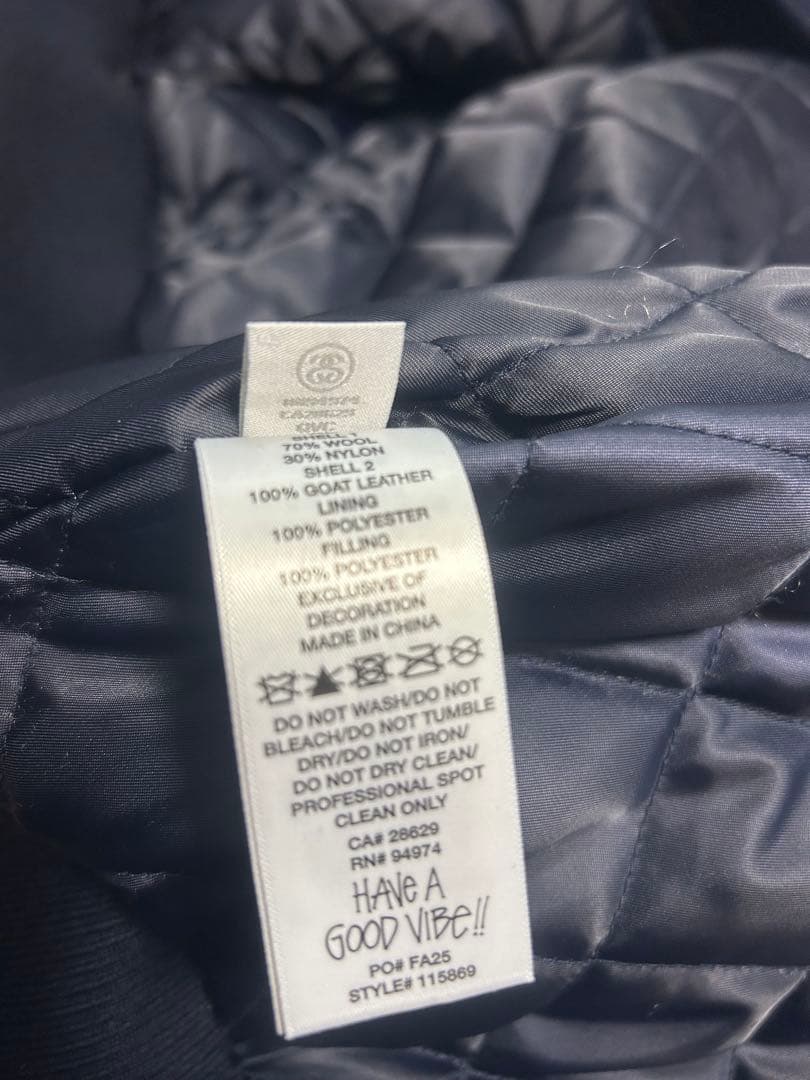 RN94974
CA28629
SHELL 1
70% WOOL
30% NYLON
SHELL 2
100% GOAT LEATHER
LINING
100% POLYESTER
FILLING
100% POLYESTER
EXCLUSIVE OF
DECORATION
MADE IN CHINA
DO NOT WASH/DO NOT
BLEACH/DO NOT TUMBLE
DRY/DO NOT IRON/
DO NOT DRY CLEAN/
PROFESSIONAL SPOT
CLEAN ONLY
CA# 28629
RN# 94974
HAVE A
GOOD VIBE!!
PO# FA25
STYLE# 115869